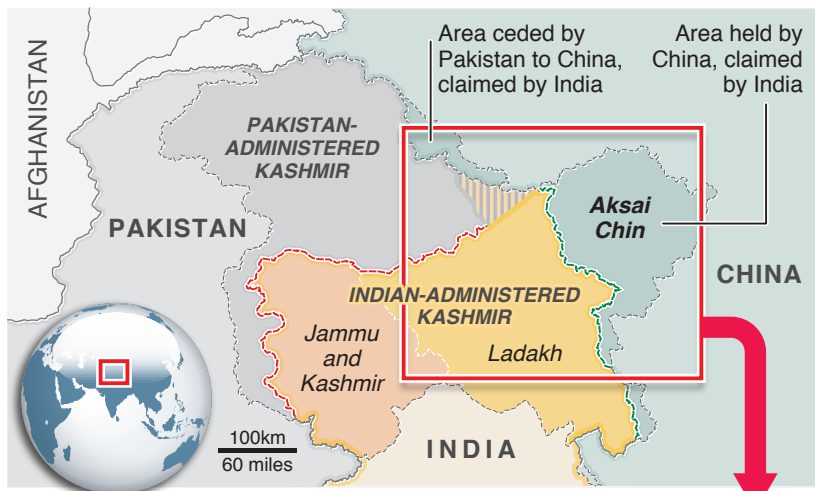 Area ceded by
Pakistan to China,
claimed by India
Area held by
China, claimed
by India
AFGHANISTAN
PAKISTAN-
ADMINISTERED
KASHMIR
PAKISTAN
Aksai
Chin
CHINA
INDIAN-ADMINISTERED
KASHMIR
Jammu
and
Kashmir
Ladakh
100km
60 miles
INDIA